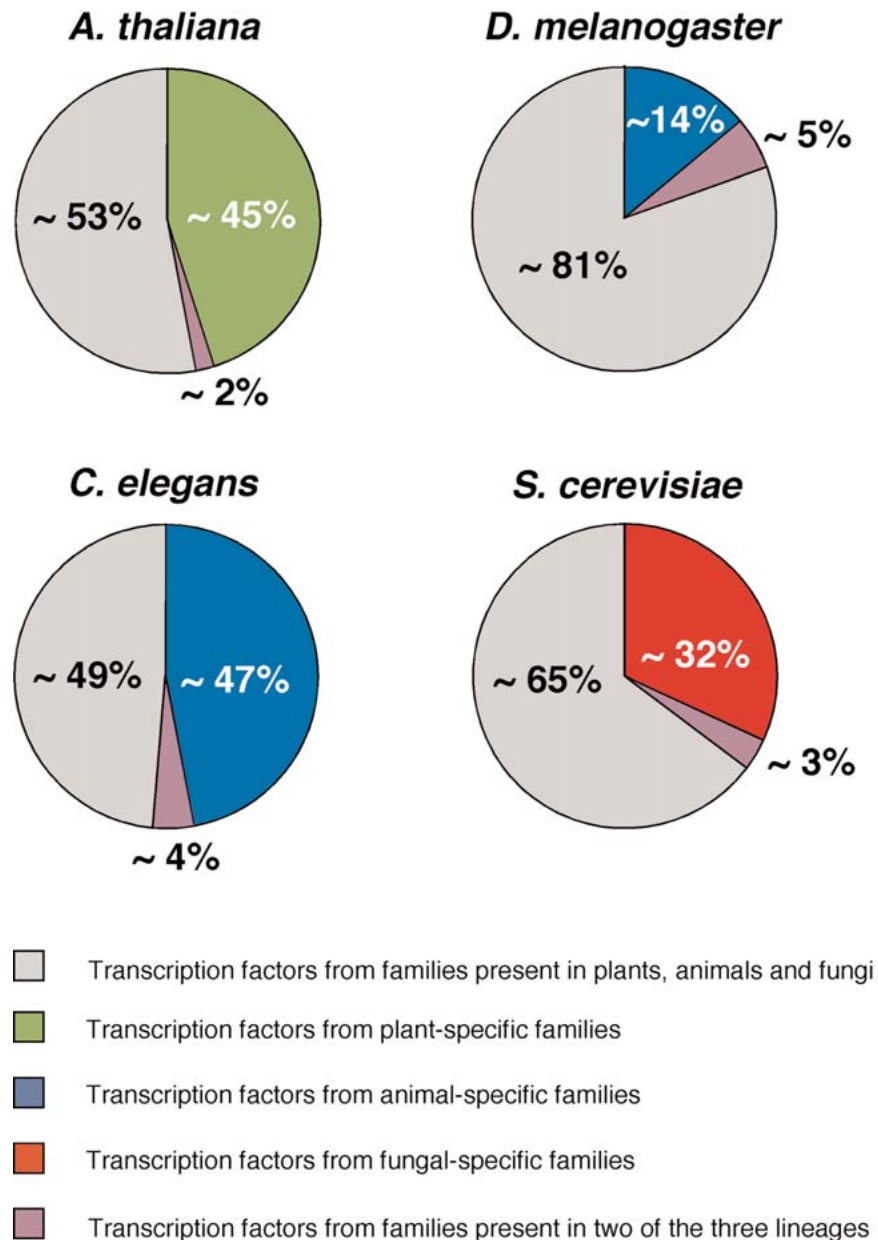 A. thaliana
D. melanogaster
~ 53%
~ 45%
~ 2%
~14%
~ 5%
~ 81%
C. elegans
S. cerevisiae
~ 49%
~ 47%
~ 4%
~ 65%
~ 32%
~ 3%
Transcription factors from families present in plants, animals and fungi
Transcription factors from plant-specific families
Transcription factors from animal-specific families
Transcription factors from fungal-specific families
Transcription factors from families present in two of the three lineages